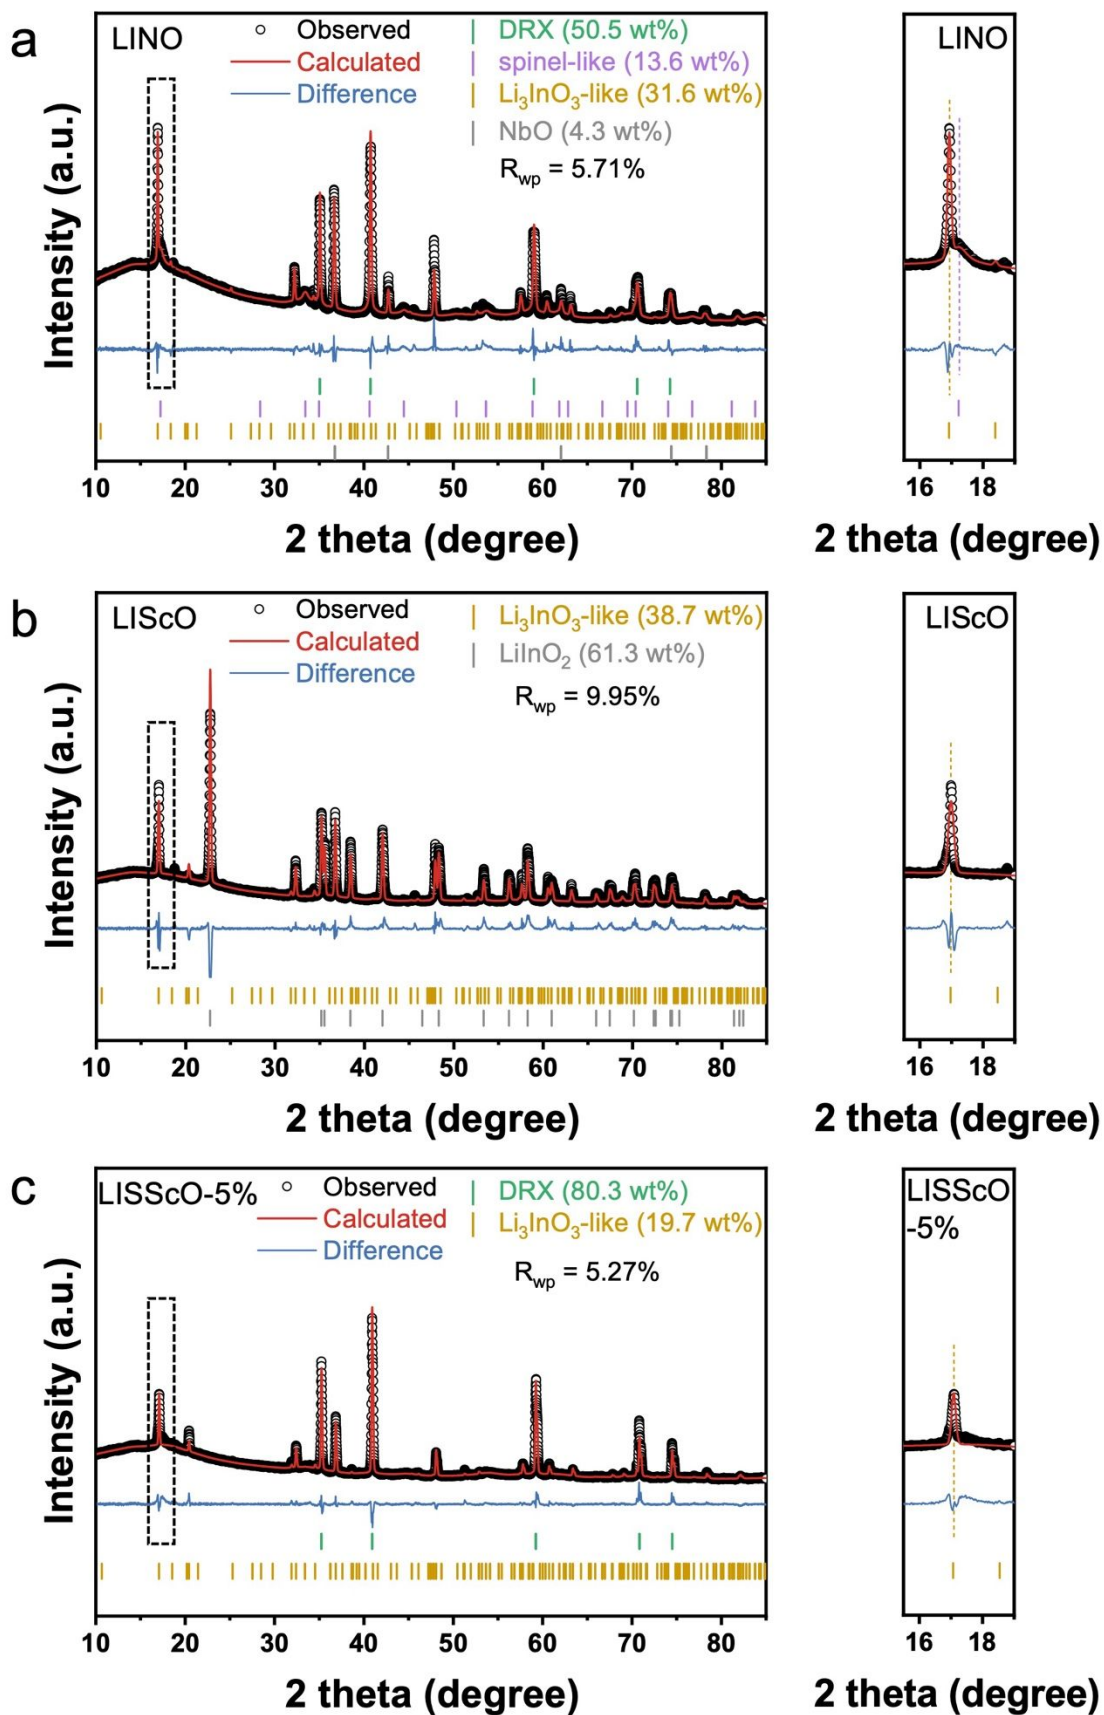 a
LINO
Observed
Calculated
Difference
DRX (50.5 wt%)
spinel-like (13.6 wt%)
Li₃InO₃-like (31.6 wt%)
NbO (4.3 wt%)
R_wp = 5.71%
Intensity (a.u.)
10 20 30 40 50 60 70 80
2 theta (degree)
LINO
16 18
2 theta (degree)
b
LIScO
Observed
Calculated
Difference
Li₃InO₃-like (38.7 wt%)
LiInO₂ (61.3 wt%)
R_wp = 9.95%
Intensity (a.u.)
10 20 30 40 50 60 70 80
2 theta (degree)
LIScO
16 18
2 theta (degree)
c
LISScO-5%
Observed
Calculated
Difference
DRX (80.3 wt%)
Li₃InO₃-like (19.7 wt%)
R_wp = 5.27%
Intensity (a.u.)
10 20 30 40 50 60 70 80
2 theta (degree)
LISScO
-5%
16 18
2 theta (degree)